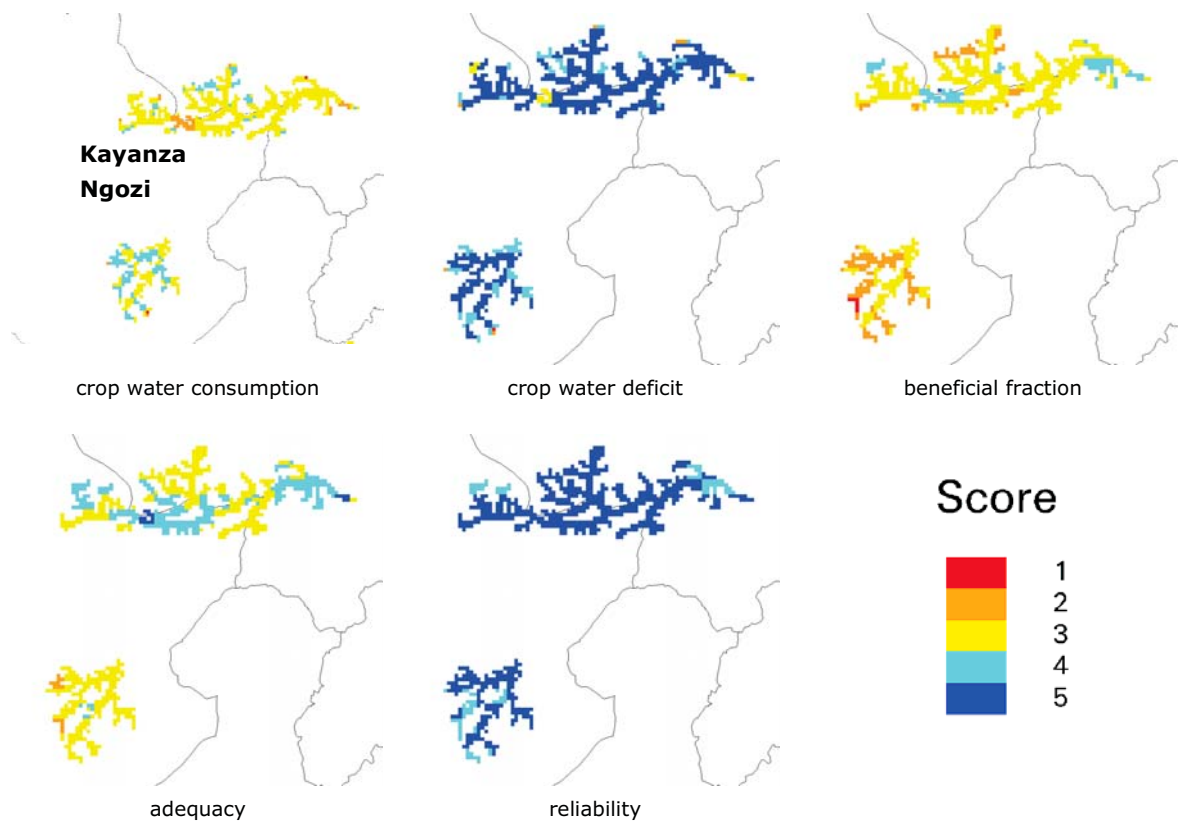 Kayanza
Ngozi
crop water consumption
crop water deficit
beneficial fraction
adequacy
reliability
Score
1
2
3
4
5